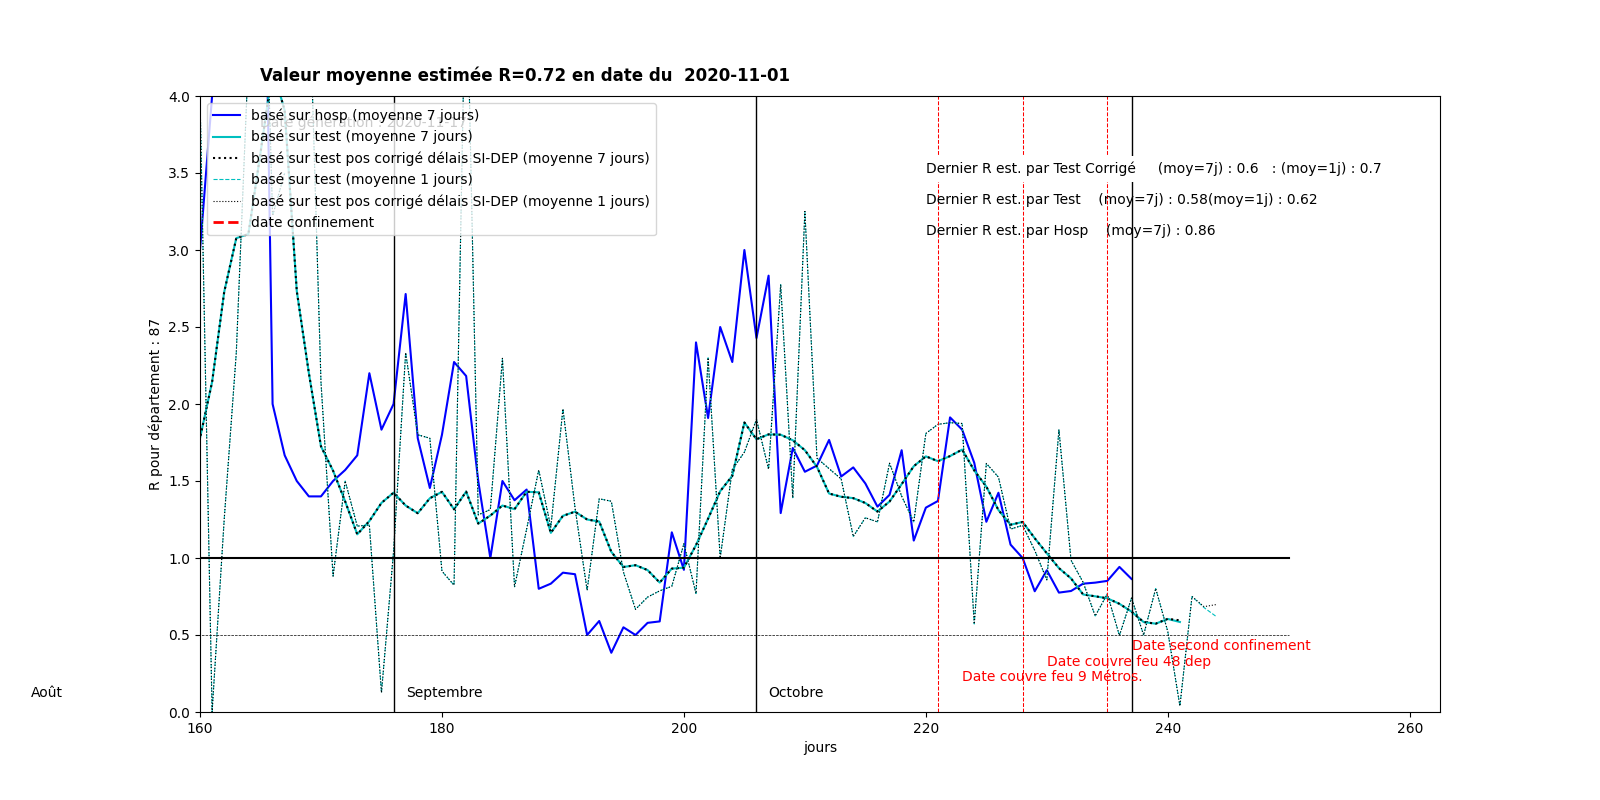 Valeur moyenne estimée R=0.72 en date du  2020-11-01
4.0
3.5
3.0
2.5
2.0
1.5
1.0
0.5
0.0
R pour département : 87
basé sur hosp (moyenne 7 jours)
basé sur test (moyenne 7 jours)
basé sur test pos corrigé délais SI-DEP (moyenne 7 jours)
basé sur test (moyenne 1 jours)
basé sur test pos corrigé délais SI-DEP (moyenne 1 jours)
date confinement
Dernier R est. par Test Corrigé     (moy=7j) : 0.6   : (moy=1j) : 0.7
Dernier R est. par Test    (moy=7j) : 0.58(moy=1j) : 0.62
Dernier R est. par Hosp    (moy=7j) : 0.86
Date second confinement
Date couvre feu 48 dep
Date couvre feu 9 Métros.
Août
Septembre
Octobre
160 180 200 220 240 260
jours